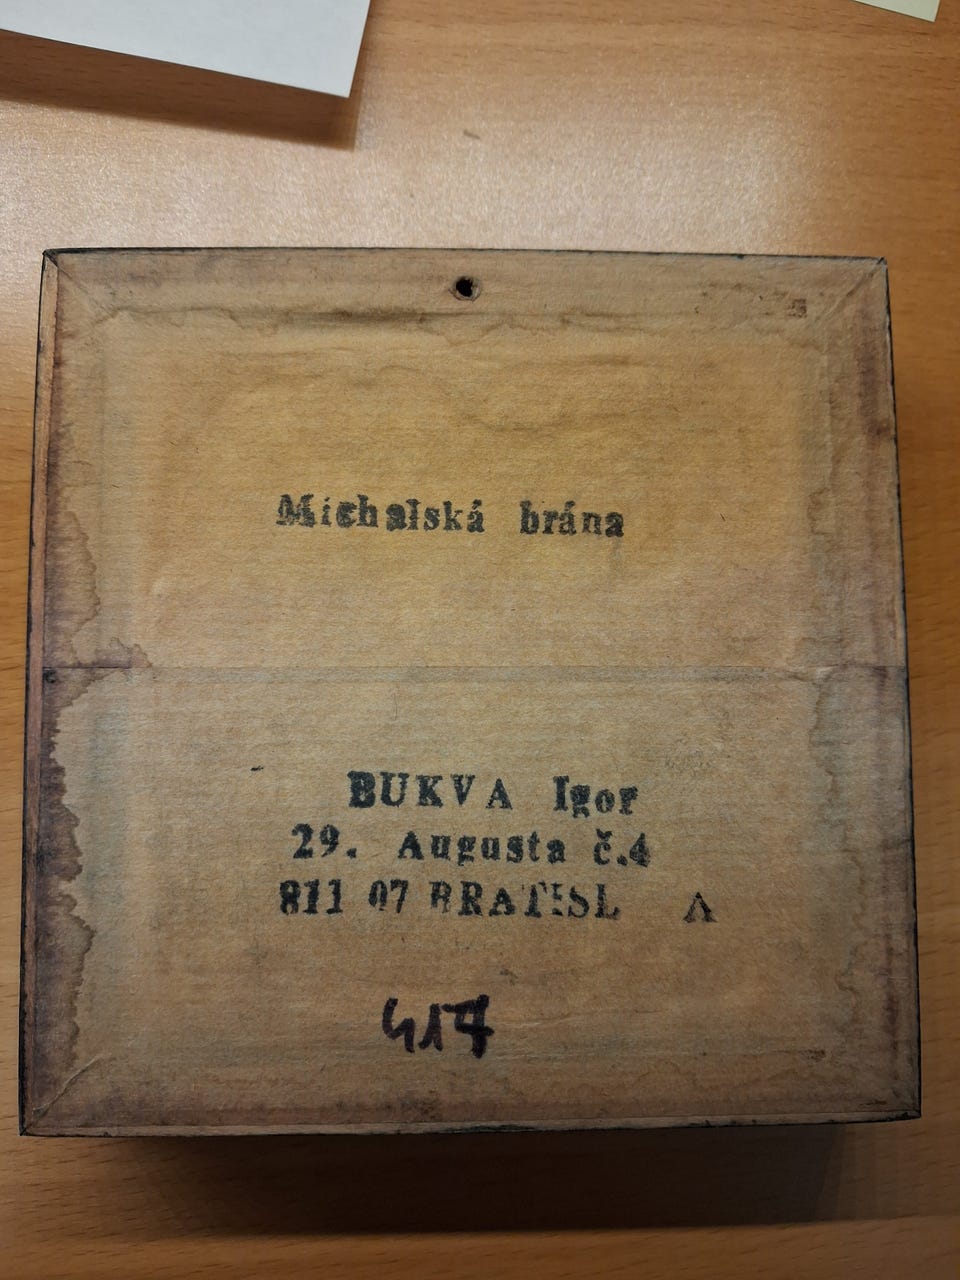 Michalská brána
BUKVA Igor
29. Augusta č.4
811 07 BRATISL A
417